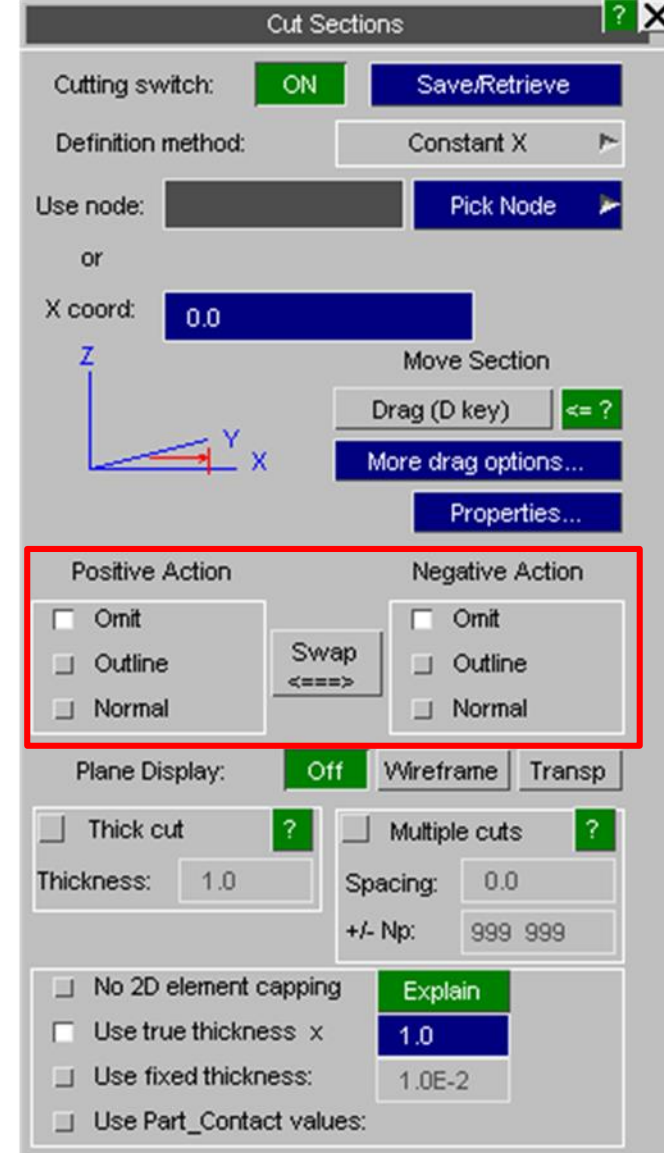 Cut Sections ? X
Cutting switch: ON Save/Retrieve
Definition method: Constant X
Use node: Pick Node
or
X coord: 0.0
Z Move Section
Drag (D key) <= ?
Y
X More drag options...
Properties...
Positive Action Negative Action
Omit Omit
Outline Swap Outline
<===>
Normal Normal
Plane Display: Off Wireframe Transp
Thick cut ? Multiple cuts ?
Thickness: 1.0 Spacing: 0.0
+/- Np: 999 999
No 2D element capping Explain
Use true thickness x 1.0
Use fixed thickness: 1.0E-2
Use Part_Contact values: